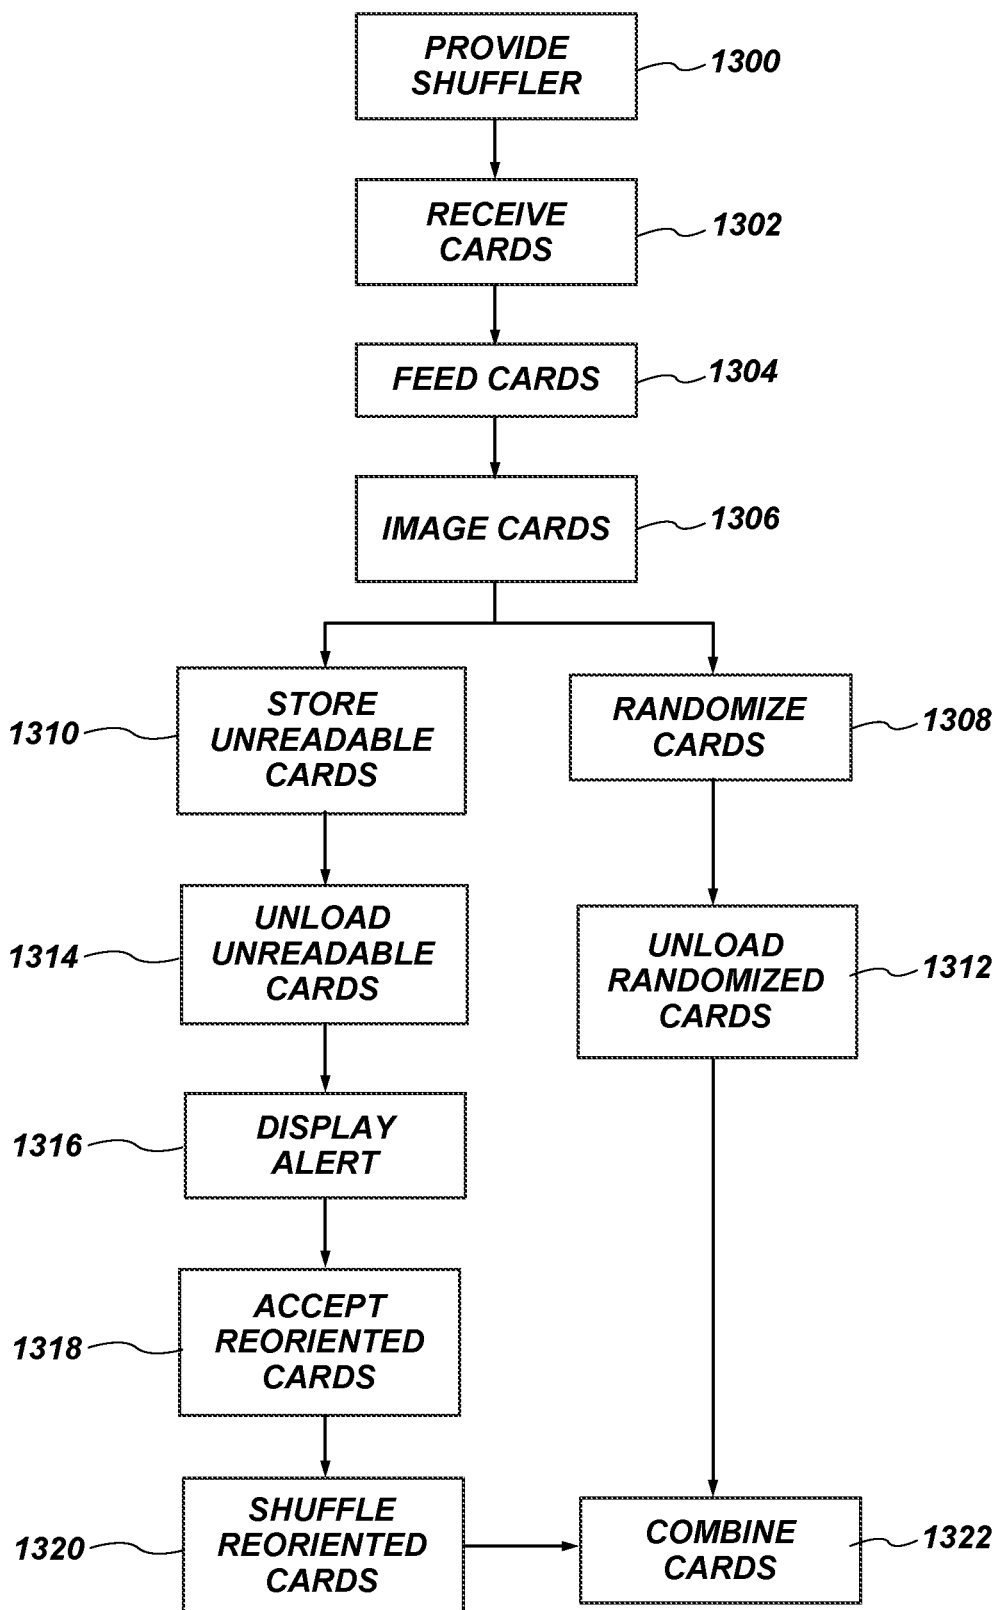 PROVIDE
SHUFFLER
1300
RECEIVE
CARDS
1302
FEED CARDS
1304
IMAGE CARDS
1306
STORE
UNREADABLE
CARDS
1310
RANDOMIZE
CARDS
1308
UNLOAD
UNREADABLE
CARDS
1314
UNLOAD
RANDOMIZED
CARDS
1312
DISPLAY
ALERT
1316
ACCEPT
REORIENTED
CARDS
1318
SHUFFLE
REORIENTED
CARDS
1320
COMBINE
CARDS
1322